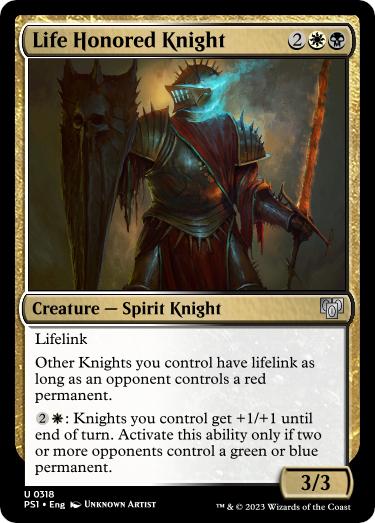 Life Honored Knight 2
Creature — Spirit Knight
Lifelink
Other Knights you control have lifelink as
long as an opponent controls a red
permanent.
2 : Knights you control get +1/+1 until
end of turn. Activate this ability only if two
or more opponents control a green or blue
permanent.
3/3
U 0318
PS1 • Eng Unknown Artist
™ & © 2023 Wizards of the Coast